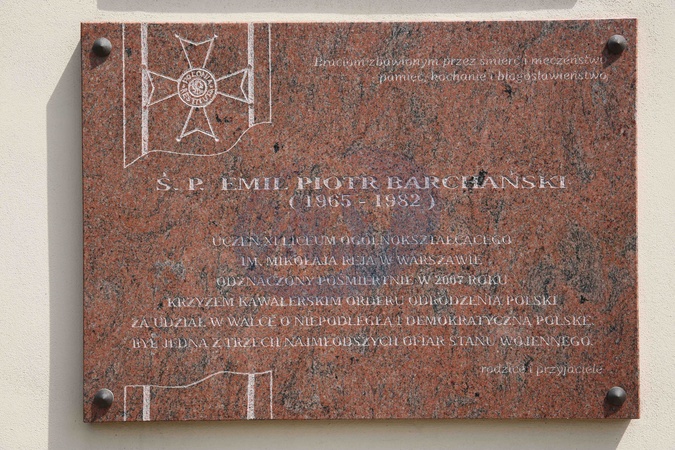 Braciom zbawionym przez śmierć i męczeństwo
pamięć, kochanie i błogosławieństwo
POLONIA
RESTITUTA
Ś. P. EMIL PIOTR BARCHAŃSKI
( 1965 - 1982 )
UCZEŃ XI LICEUM OGÓLNOKSZTAŁCĄCEGO
IM. MIKOŁAJA REJA W WARSZAWIE
ODZNACZONY POŚMIERTNIE W 2007 ROKU
KRZYŻEM KAWALERSKIM ORDERU ODRODZENIA POLSKI
ZA UDZIAŁ W WALCE O NIEPODLEGŁĄ I DEMOKRATYCZNĄ POLSKĘ.
BYŁ JEDNĄ Z TRZECH NAJMŁODSZYCH OFIAR STANU WOJENNEGO.
rodzice i przyjaciele